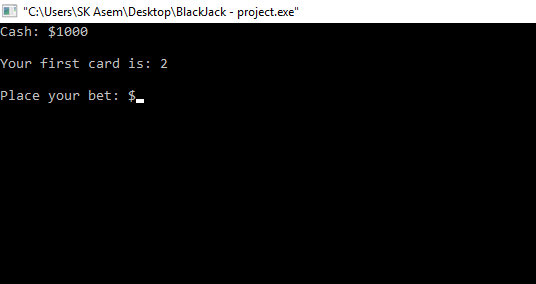 "C:\Users\SK Asem\Desktop\BlackJack - project.exe"
Cash: $1000
Your first card is: 2
Place your bet: $